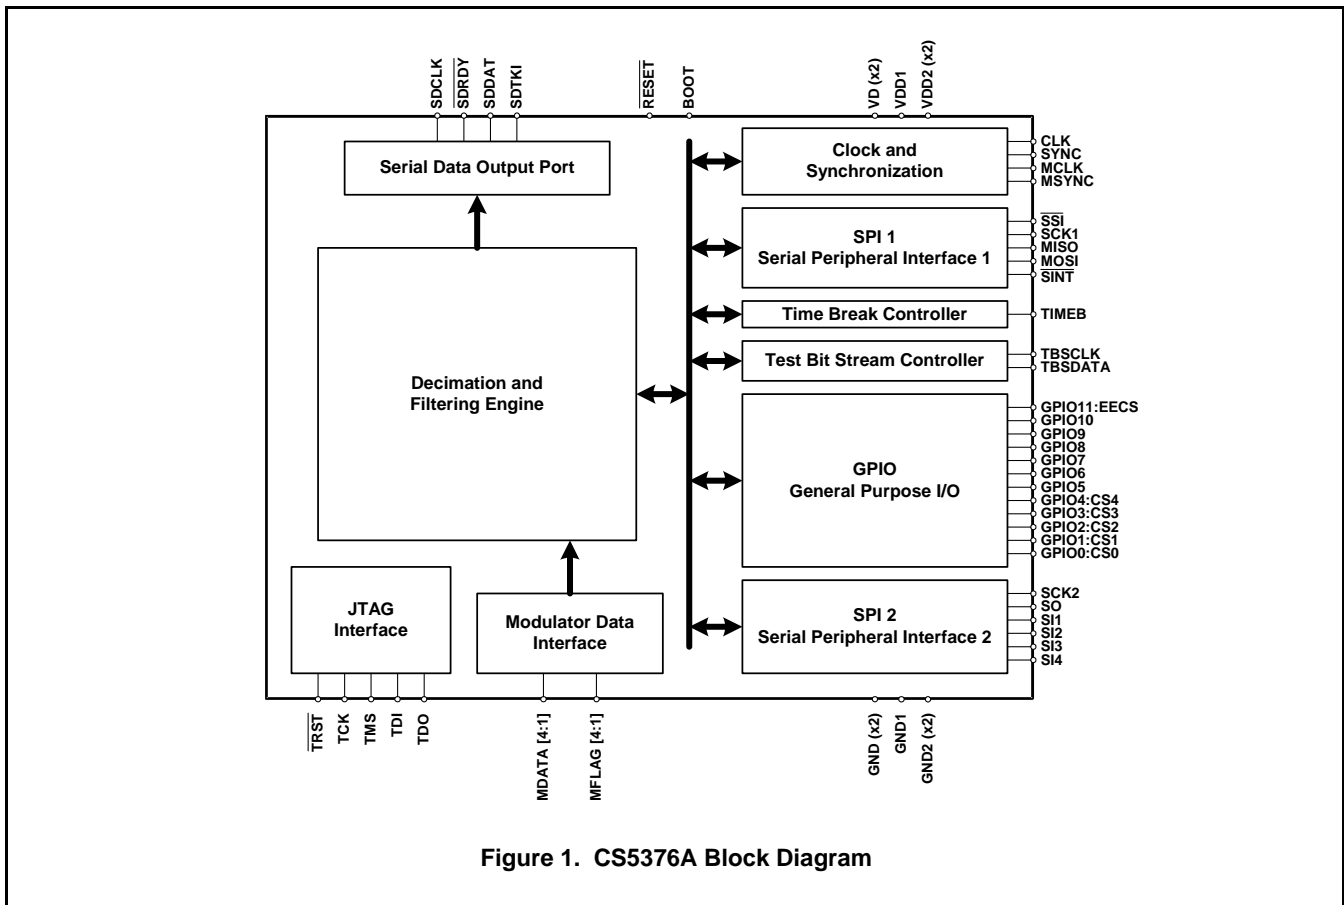 SDCLK
SDRDY
SDDAT
SDTKI
RESET
BOOT
VD (x2)
VDD1
VDD2 (x2)
Serial Data Output Port
Clock and
Synchronization
CLK
SYNC
MCLK
MSYNC
SPI 1
Serial Peripheral Interface 1
SSI
SCK1
MISO
MOSI
SINT
Time Break Controller
TIMEB
Test Bit Stream Controller
TBSCLK
TBSDATA
Decimation and
Filtering Engine
GPIO
General Purpose I/O
GPIO11:EECS
GPIO10
GPIO9
GPIO8
GPIO7
GPIO6
GPIO5
GPIO4:CS4
GPIO3:CS3
GPIO2:CS2
GPIO1:CS1
GPIO0:CS0
JTAG
Interface
Modulator Data
Interface
SPI 2
Serial Peripheral Interface 2
SCK2
SO
SI1
SI2
SI3
SI4
TRST
TCK
TMS
TDI
TDO
MDATA [4:1]
MFLAG [4:1]
GND (x2)
GND1
GND2 (x2)
Figure 1. CS5376A Block Diagram